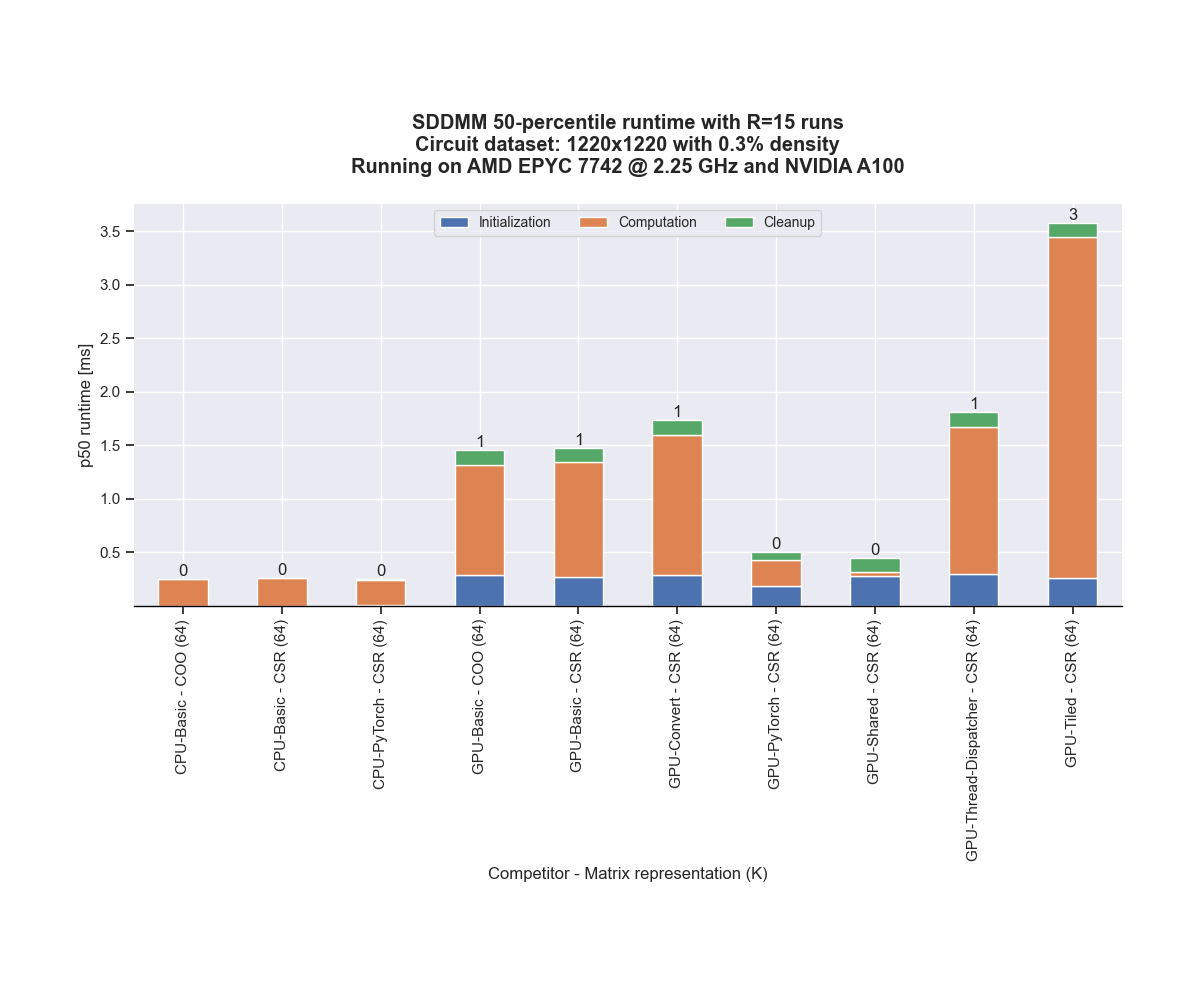 SDDMM 50-percentile runtime with R=15 runs
Circuit dataset: 1220x1220 with 0.3% density
Running on AMD EPYC 7742 @ 2.25 GHz and NVIDIA A100
Initialization
Computation
Cleanup
p50 runtime [ms]
3.5
3.0
2.5
2.0
1.5
1.0
0.5
0
0
0
1
1
1
0
0
1
3
CPU-Basic - COO (64)
CPU-Basic - CSR (64)
CPU-PyTorch - CSR (64)
GPU-Basic - COO (64)
GPU-Basic - CSR (64)
GPU-Convert - CSR (64)
GPU-PyTorch - CSR (64)
GPU-Shared - CSR (64)
GPU-Thread-Dispatcher - CSR (64)
GPU-Tiled - CSR (64)
Competitor - Matrix representation (K)